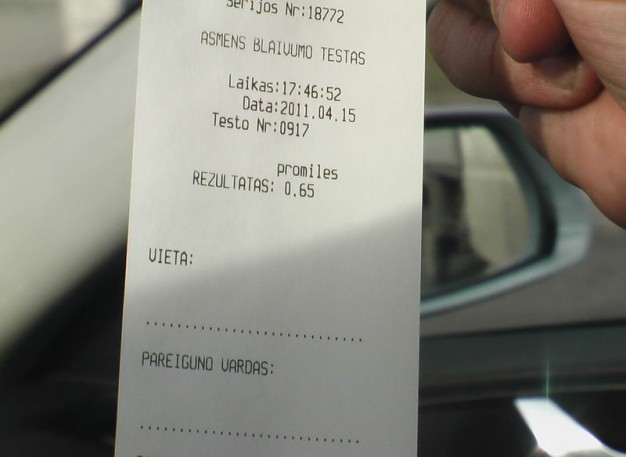 Serijos Nr:18772
ASMENS BLAIVUMO TESTAS
Laikas:17:46:52
Data:2011.04.15
Testo Nr:0917
promiles
REZULTATAS: 0.65
VIETA:
..............................
PAREIGUNO VARDAS:
..............................